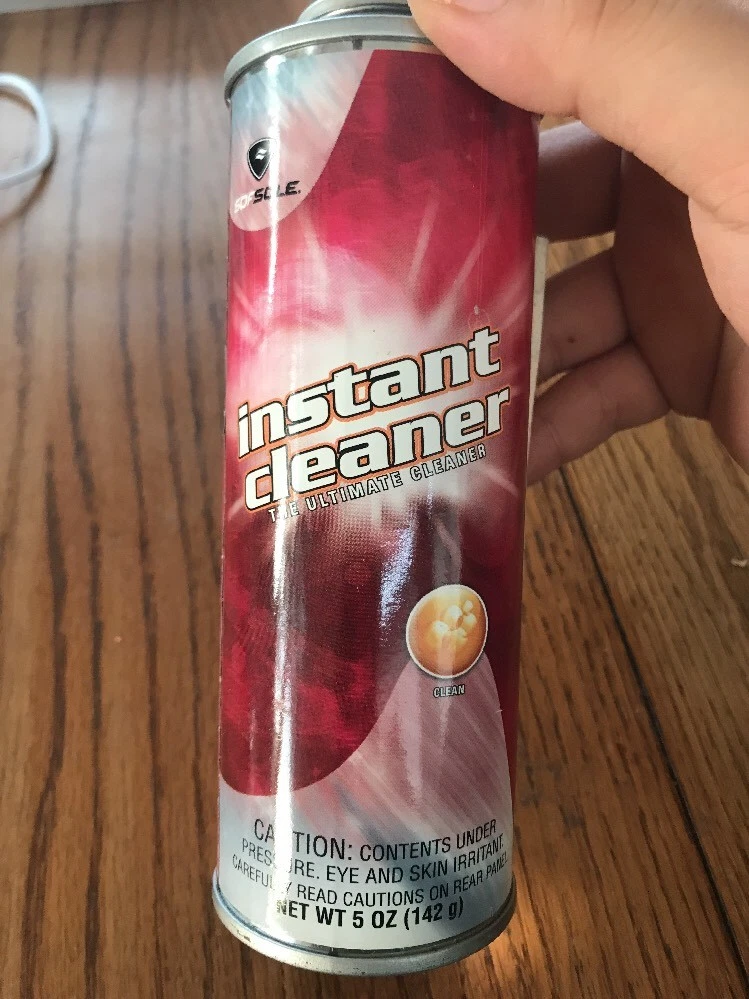 SOFSOLE.
instant
cleaner
THE ULTIMATE CLEANER
CLEAN
CAUTION: CONTENTS UNDER
PRESSURE. EYE AND SKIN IRRITANT.
CAREFULLY READ CAUTIONS ON REAR PANEL.
NET WT 5 OZ (142 g)